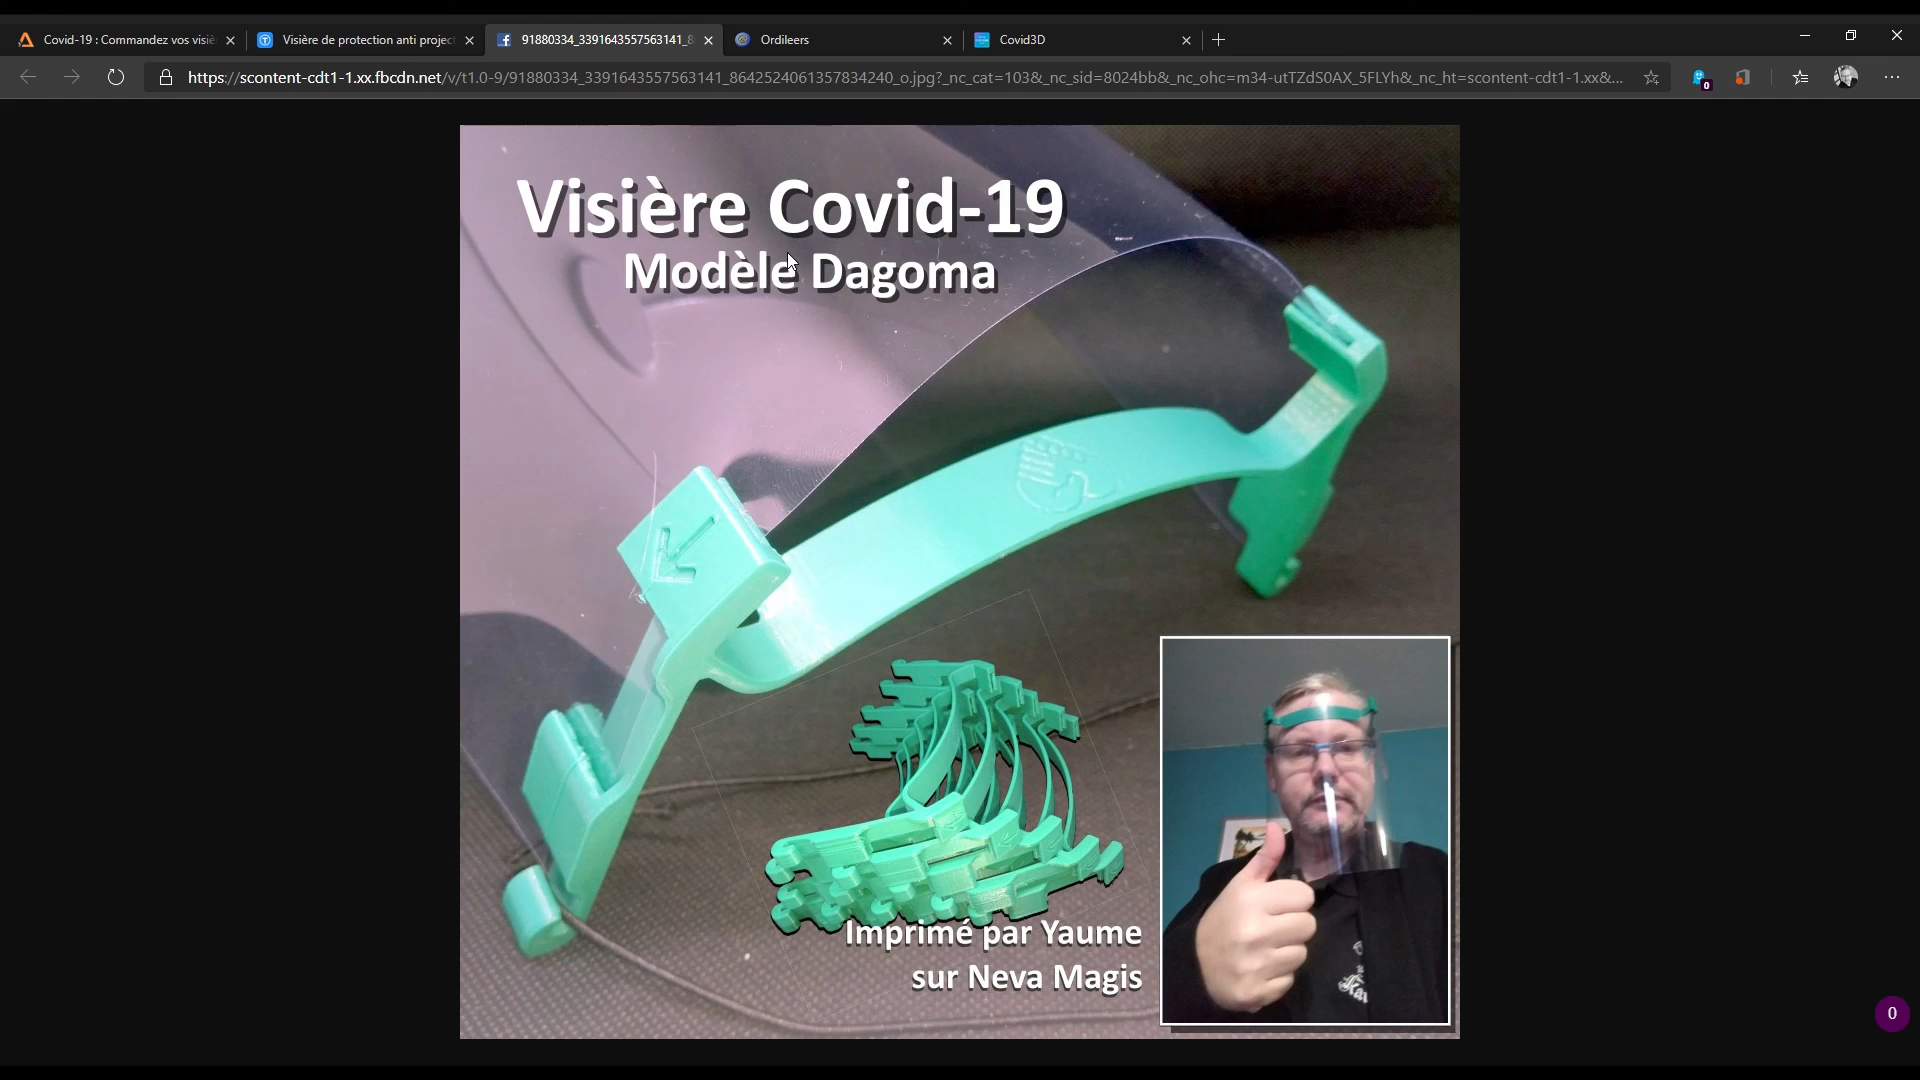 Covid-19 : Commandez vos visiè
Visière de protection anti project
91880334_3391643557563141_8
Ordileers
Covid3D
https://scontent-cdt1-1.xx.fbcdn.net/v/t1.0-9/91880334_3391643557563141_8642524061357834240_o.jpg?_nc_cat=103&_nc_sid=8024bb&_nc_ohc=m34-utTZdS0AX_5FLYh&_nc_ht=scontent-cdt1-1.xx&...
0
Visière Covid-19
Modèle Dagoma
Imprimé par Yaume
sur Neva Magis
0